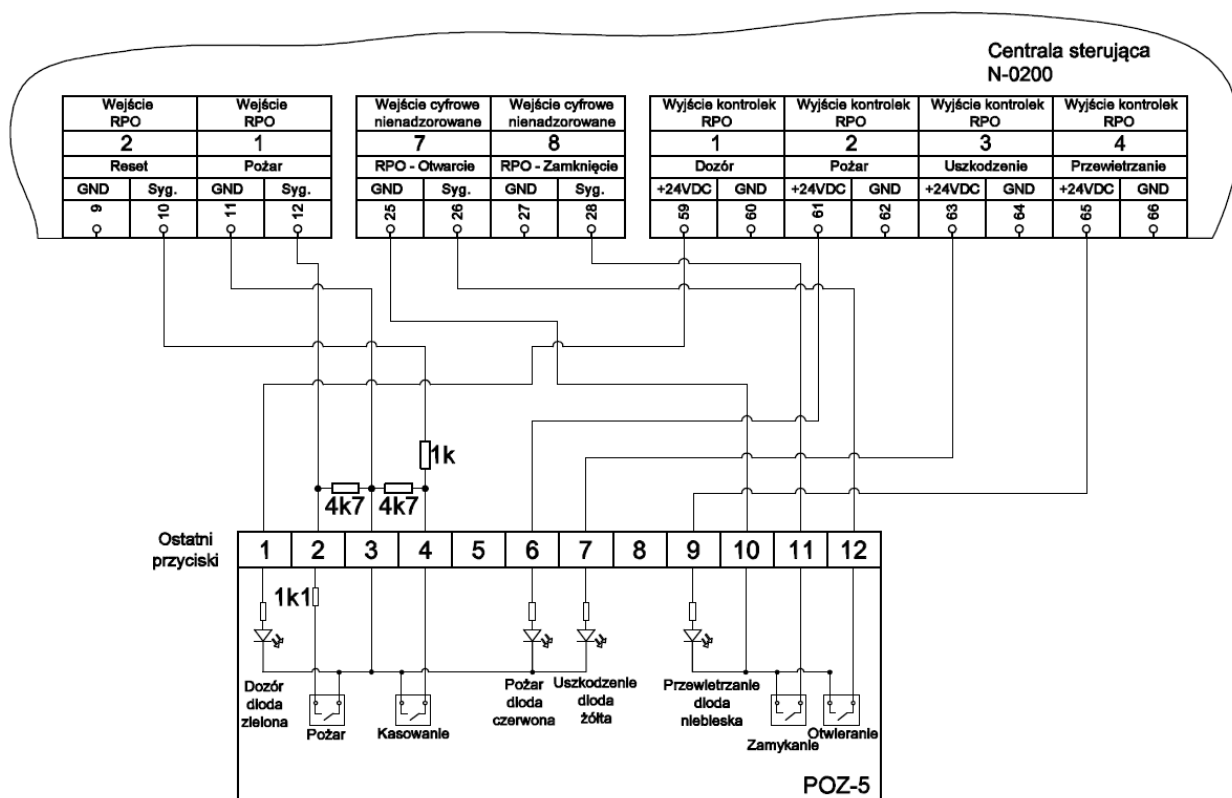 Centrala sterująca
N-0200
Wejście RPO
Wejście RPO
Wejście cyfrowe nienadzorowane
Wejście cyfrowe nienadzorowane
Wyjście kontrolek RPO
Wyjście kontrolek RPO
Wyjście kontrolek RPO
Wyjście kontrolek RPO
2 1 7 8 1 2 3 4
Reset Pożar RPO - Otwarcie RPO - Zamknięcie Dozór Pożar Uszkodzenie Przewietrzanie
GND Syg. GND Syg. GND Syg. GND Syg. +24VDC GND +24VDC GND +24VDC GND +24VDC GND
9 10 11 12 25 26 27 28 59 60 61 62 63 64 65 66
1k
4k7 4k7
Ostatni
przyciski
1 2 3 4 5 6 7 8 9 10 11 12
1k1
Dozór
dioda
zielona
Pożar
Kasowanie
Pożar
dioda
czerwona
Uszkodzenie
dioda
żółta
Przewietrzanie
dioda
niebieska
Zamykanie
Otwieranie
POZ-5